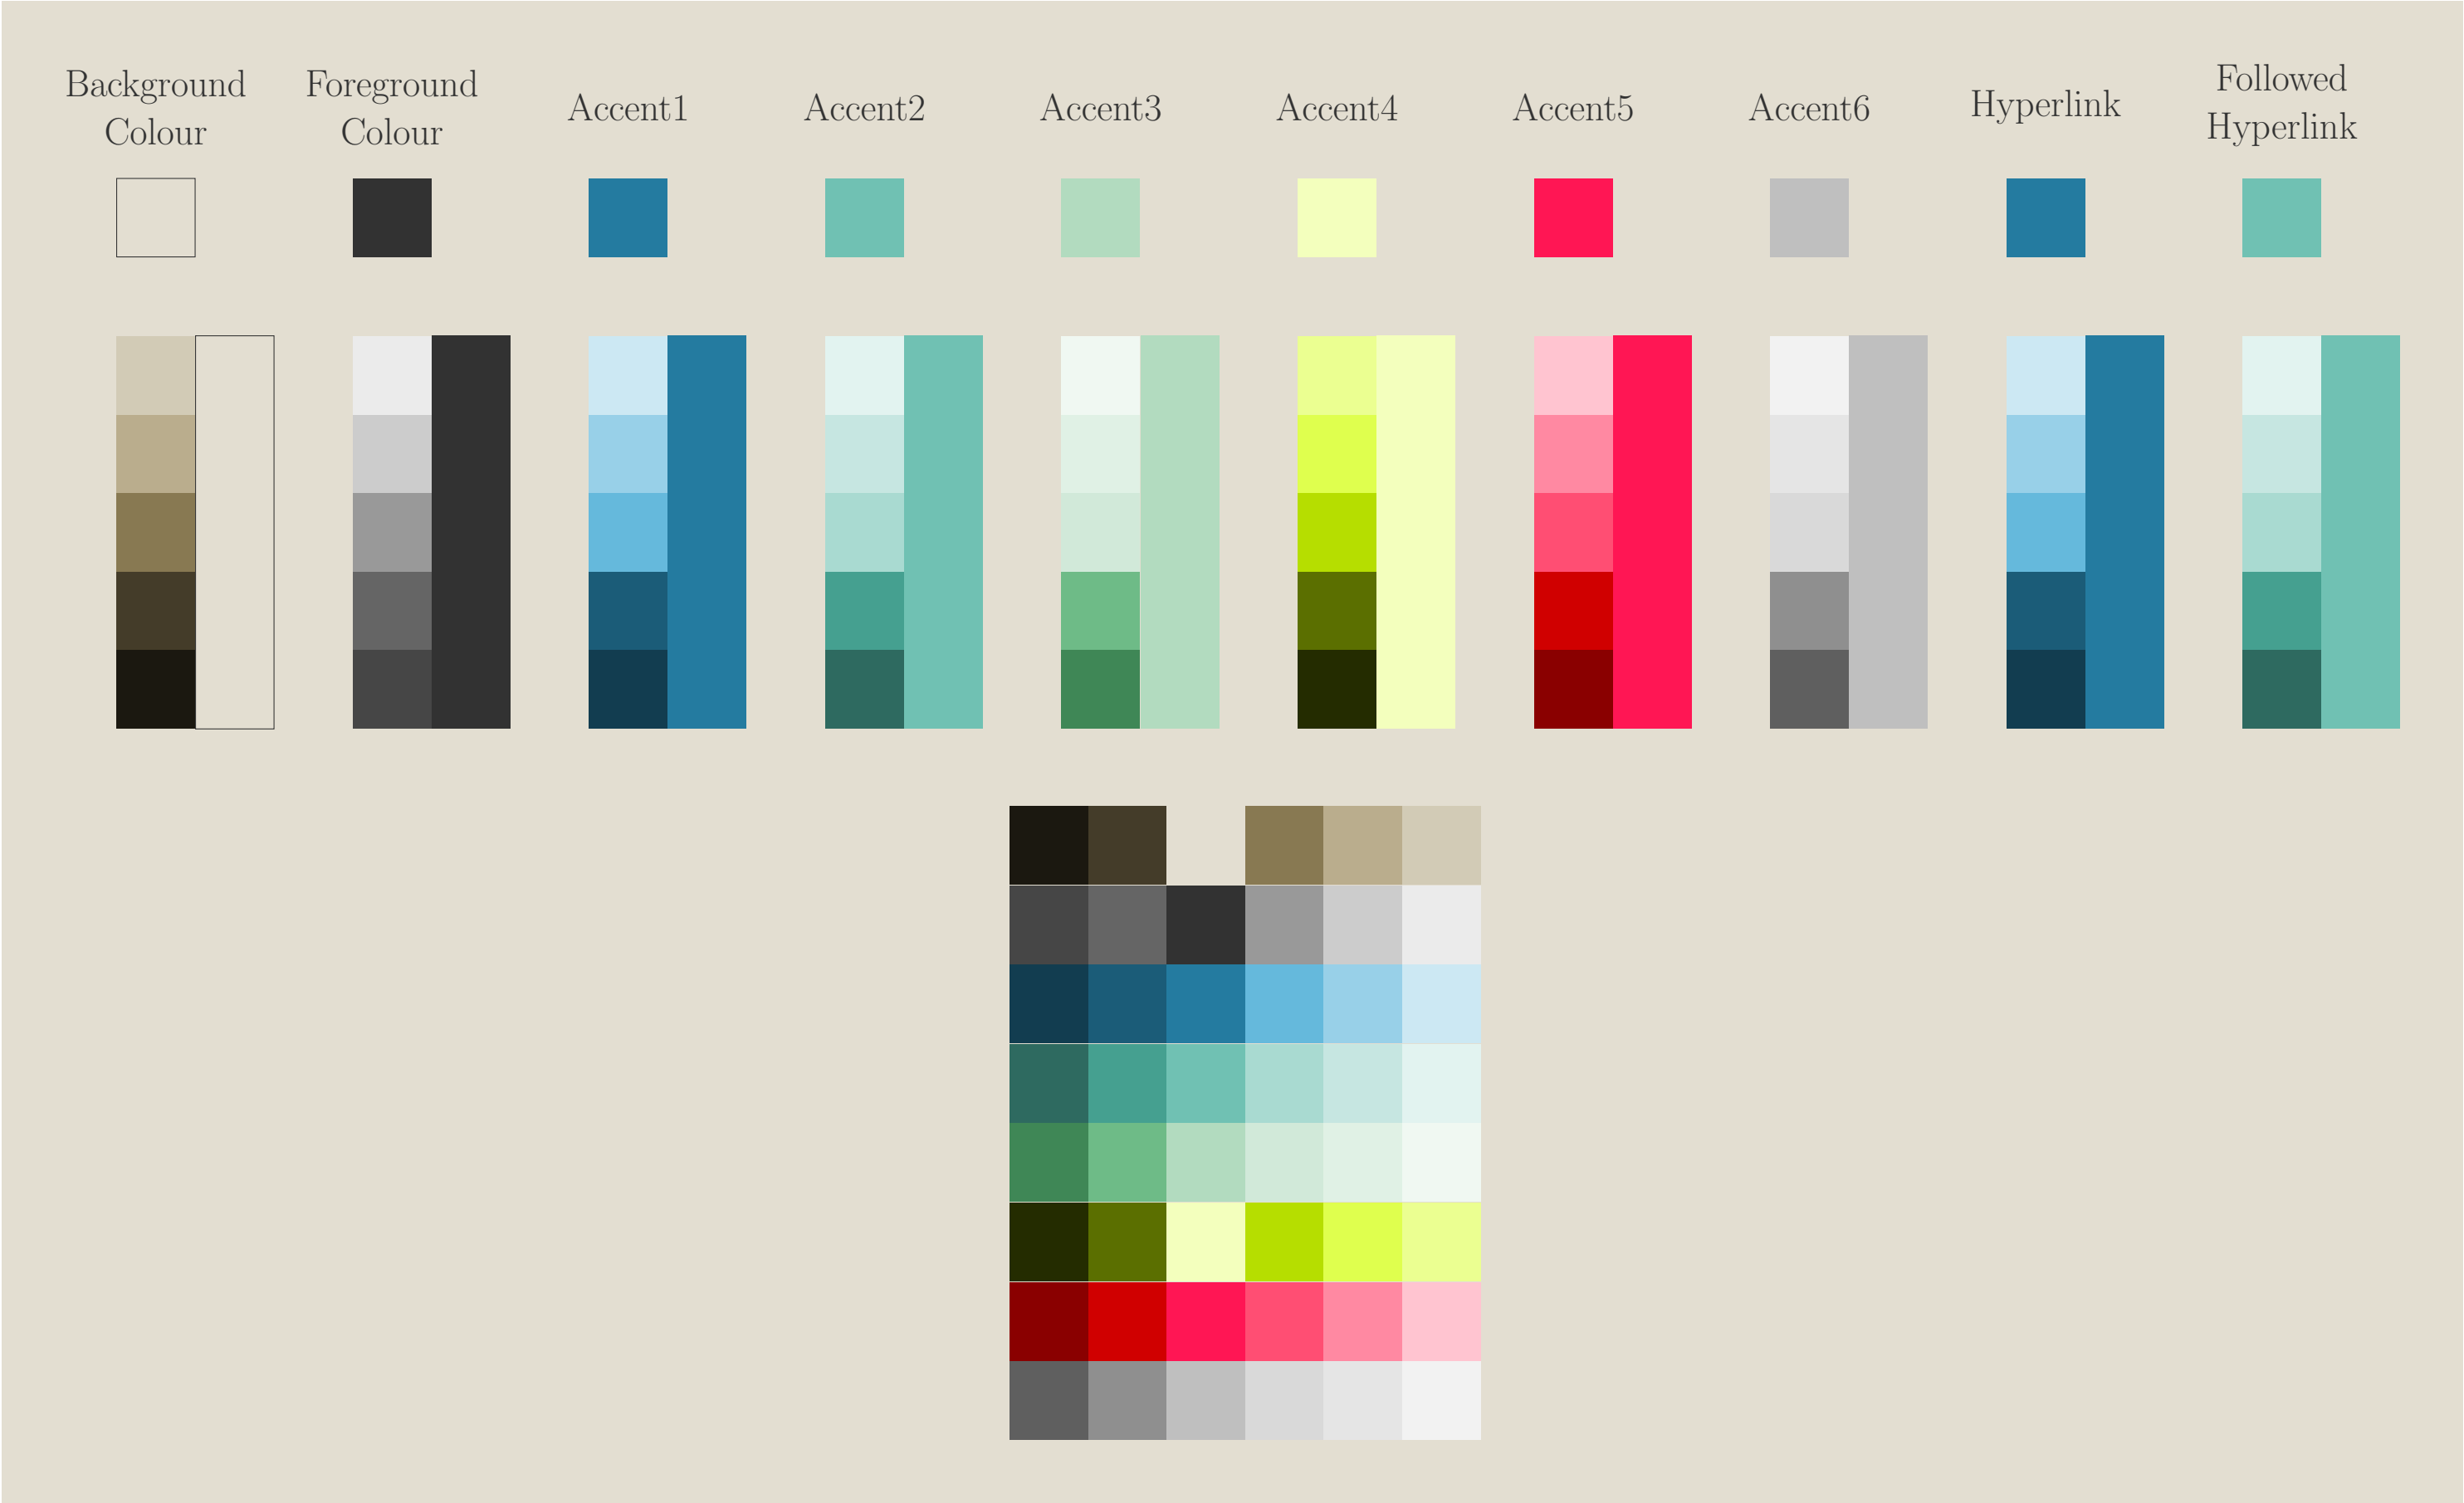 Background
Colour
Foreground
Colour
Accent1
Accent2
Accent3
Accent4
Accent5
Accent6
Hyperlink
Followed
Hyperlink